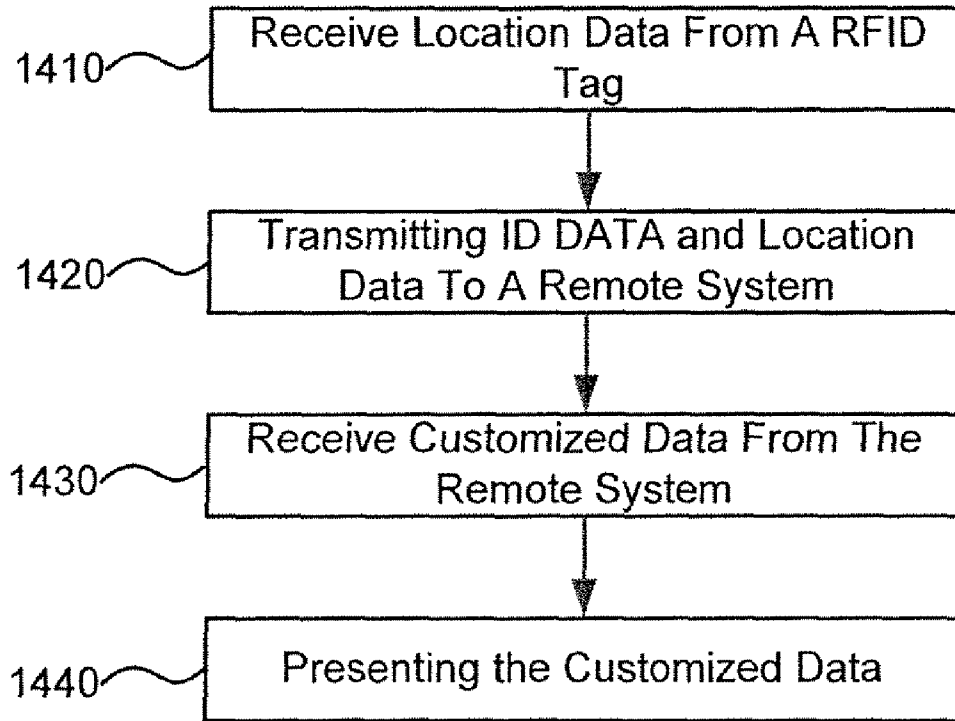 Receive Location Data From A RFID
1410
Tag
Transmitting ID DATA and Location
1420
Data To A Remote System
Receive Customized Data From The
1430
Remote System
1440
Presenting the Customized Data